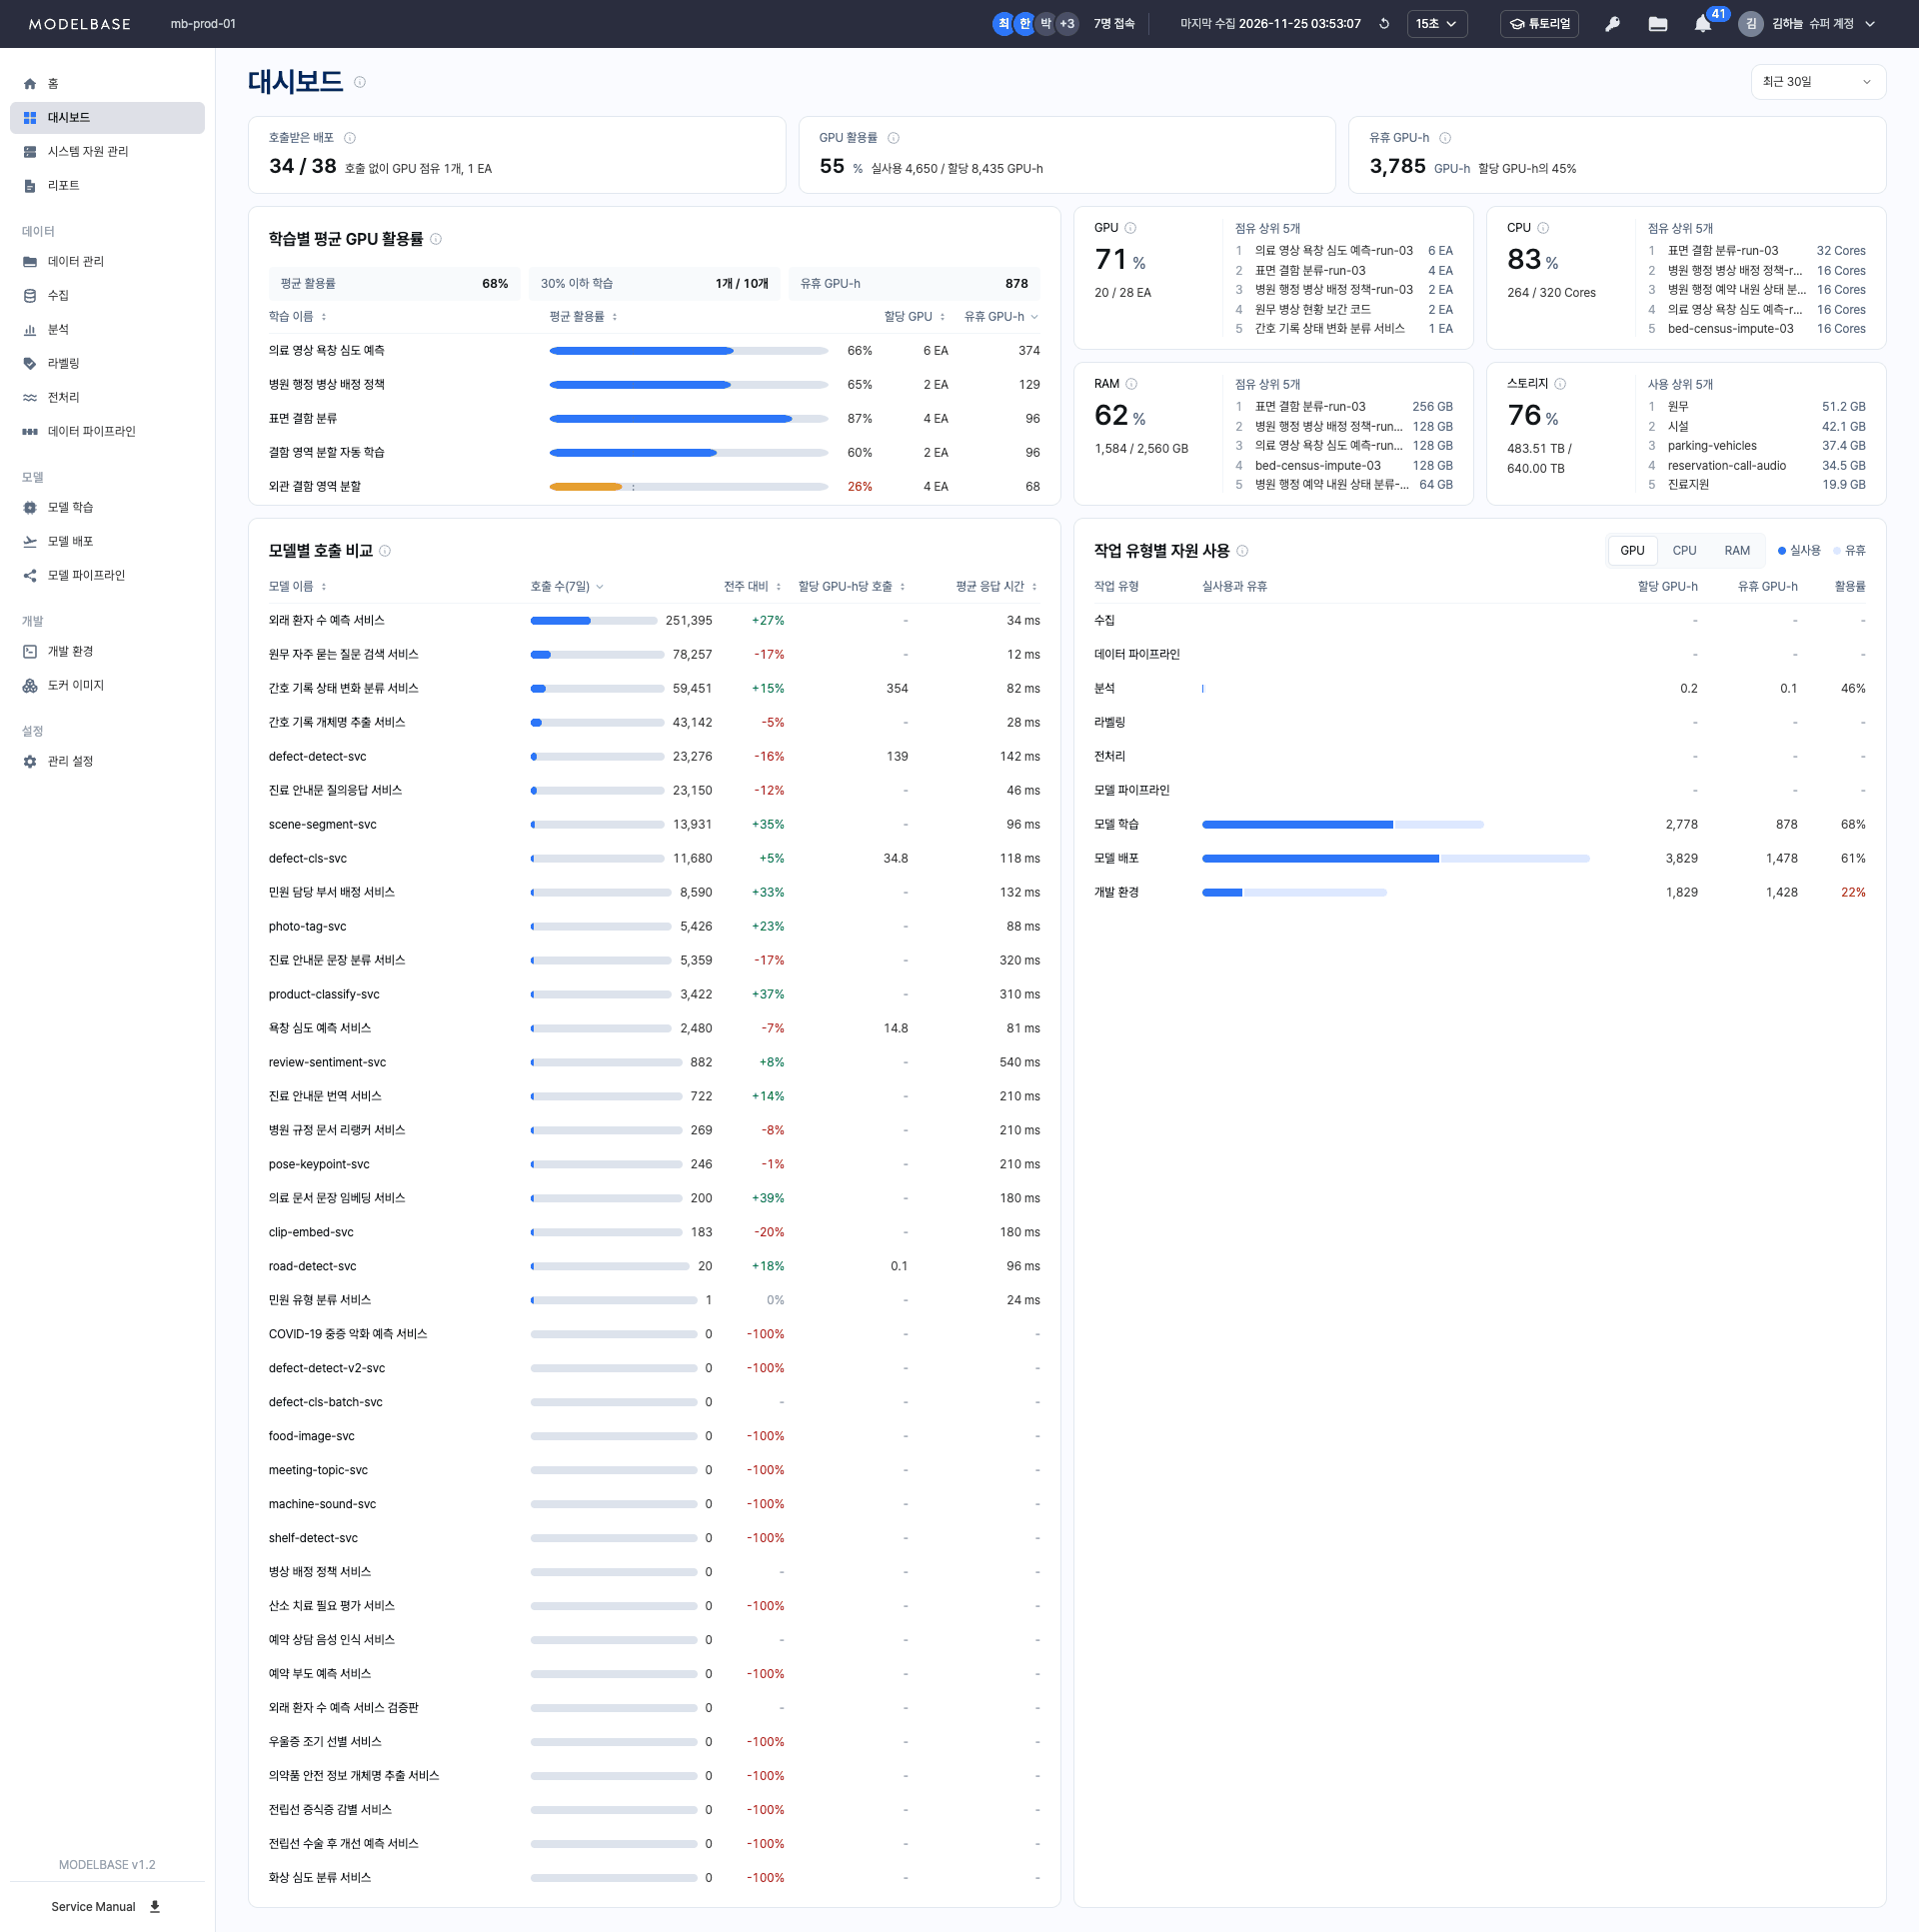 MODELBASE
mb-prod-01
최 한 박 +3 7명 접속
마지막 수집 2026-11-25 03:53:07
15초
튜토리얼
41
김 김하늘 슈퍼 계정
홈
대시보드
시스템 자원 관리
리포트
데이터
데이터 관리
수집
분석
라벨링
전처리
데이터 파이프라인
모델
모델 학습
모델 배포
모델 파이프라인
개발
개발 환경
도커 이미지
설정
관리 설정
MODELBASE v1.2
Service Manual
대시보드
최근 30일
호출받은 배포
34 / 38 호출 없이 GPU 점유 1개, 1 EA
GPU 활용률
55 % 실사용 4,650 / 할당 8,435 GPU-h
유휴 GPU-h
3,785 GPU-h 할당 GPU-h의 45%
학습별 평균 GPU 활용률
평균 활용률 68%
30% 이하 학습 1개 / 10개
유휴 GPU-h 878
학습 이름 평균 활용률 할당 GPU 유휴 GPU-h
의료 영상 욕창 심도 예측 66% 6 EA 374
병원 행정 병상 배정 정책 65% 2 EA 129
표면 결함 분류 87% 4 EA 96
결함 영역 분할 자동 학습 60% 2 EA 96
외관 결함 영역 분할 26% 4 EA 68
GPU
71 %
20 / 28 EA
점유 상위 5개
1 의료 영상 욕창 심도 예측-run-03 6 EA
2 표면 결함 분류-run-03 4 EA
3 병원 행정 병상 배정 정책-run-03 2 EA
4 원무 병상 현황 보간 코드 2 EA
5 간호 기록 상태 변화 분류 서비스 1 EA
CPU
83 %
264 / 320 Cores
점유 상위 5개
1 표면 결함 분류-run-03 32 Cores
2 병원 행정 병상 배정 정책-r... 16 Cores
3 병원 행정 예약 내원 상태 분... 16 Cores
4 의료 영상 욕창 심도 예측-r... 16 Cores
5 bed-census-impute-03 16 Cores
RAM
62 %
1,584 / 2,560 GB
점유 상위 5개
1 표면 결함 분류-run-03 256 GB
2 병원 행정 병상 배정 정책-run... 128 GB
3 의료 영상 욕창 심도 예측-run... 128 GB
4 bed-census-impute-03 128 GB
5 병원 행정 예약 내원 상태 분류-... 64 GB
스토리지
76 %
483.51 TB /
640.00 TB
사용 상위 5개
1 원무 51.2 GB
2 시설 42.1 GB
3 parking-vehicles 37.4 GB
4 reservation-call-audio 34.5 GB
5 진료지원 19.9 GB
모델별 호출 비교
모델 이름 호출 수(7일) 전주 대비 할당 GPU-h당 호출 평균 응답 시간
외래 환자 수 예측 서비스 251,395 +27% - 34 ms
원무 자주 묻는 질문 검색 서비스 78,257 -17% - 12 ms
간호 기록 상태 변화 분류 서비스 59,451 +15% 354 82 ms
간호 기록 개체명 추출 서비스 43,142 -5% - 28 ms
defect-detect-svc 23,276 -16% 139 142 ms
진료 안내문 질의응답 서비스 23,150 -12% - 46 ms
scene-segment-svc 13,931 +35% - 96 ms
defect-cls-svc 11,680 +5% 34.8 118 ms
민원 담당 부서 배정 서비스 8,590 +33% - 132 ms
photo-tag-svc 5,426 +23% - 88 ms
진료 안내문 문장 분류 서비스 5,359 -17% - 320 ms
product-classify-svc 3,422 +37% - 310 ms
욕창 심도 예측 서비스 2,480 -7% 14.8 81 ms
review-sentiment-svc 882 +8% - 540 ms
진료 안내문 번역 서비스 722 +14% - 210 ms
병원 규정 문서 리랭커 서비스 269 -8% - 210 ms
pose-keypoint-svc 246 -1% - 210 ms
의료 문서 문장 임베딩 서비스 200 +39% - 180 ms
clip-embed-svc 183 -20% - 180 ms
road-detect-svc 20 +18% 0.1 96 ms
민원 유형 분류 서비스 1 0% - 24 ms
COVID-19 중증 악화 예측 서비스 0 -100% - -
defect-detect-v2-svc 0 -100% - -
defect-cls-batch-svc 0 - - -
food-image-svc 0 -100% - -
meeting-topic-svc 0 -100% - -
machine-sound-svc 0 -100% - -
shelf-detect-svc 0 -100% - -
병상 배정 정책 서비스 0 - - -
산소 치료 필요 평가 서비스 0 -100% - -
예약 상담 음성 인식 서비스 0 - - -
예약 부도 예측 서비스 0 -100% - -
외래 환자 수 예측 서비스 검증판 0 - - -
우울증 조기 선별 서비스 0 -100% - -
의약품 안전 정보 개체명 추출 서비스 0 -100% - -
전립선 증식증 감별 서비스 0 -100% - -
전립선 수술 후 개선 예측 서비스 0 -100% - -
화상 심도 분류 서비스 0 -100% - -
작업 유형별 자원 사용
GPU CPU RAM 실사용 유휴
작업 유형 실사용과 유휴 할당 GPU-h 유휴 GPU-h 활용률
수집 - - -
데이터 파이프라인 - - -
분석 0.2 0.1 46%
라벨링 - - -
전처리 - - -
모델 파이프라인 - - -
모델 학습 2,778 878 68%
모델 배포 3,829 1,478 61%
개발 환경 1,829 1,428 22%